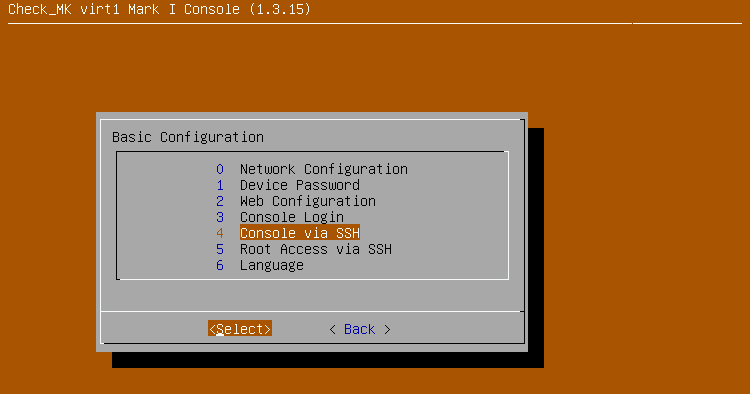 Check_MK virt1 Mark I Console (1.3.15)
Basic Configuration
0 Network Configuration
1 Device Password
2 Web Configuration
3 Console Login
4 Console via SSH
5 Root Access via SSH
6 Language
<Select> < Back >